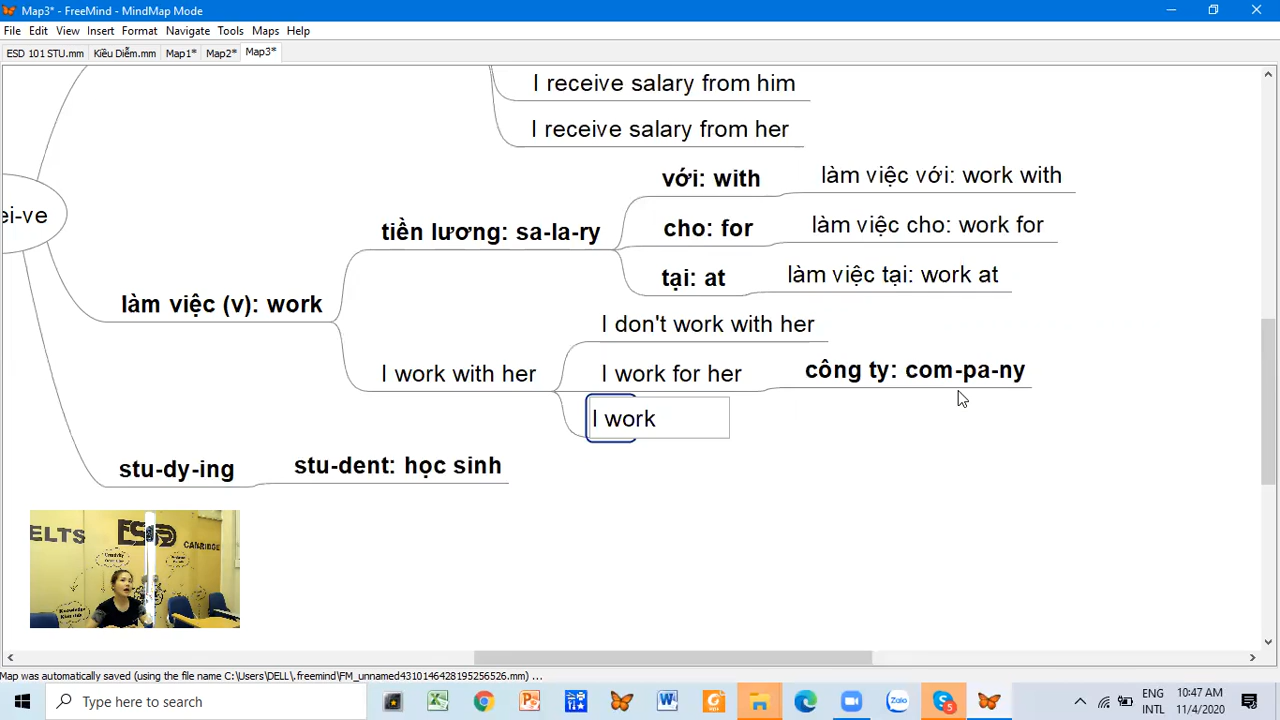 Map3* - FreeMind - MindMap Mode
File Edit View Insert Format Navigate Tools Maps Help
ESD 101 STU.mm Kiều Diễm.mm Map1* Map2* Map3*
I receive salary from him
I receive salary from her
ei-ve
tiền lương: sa-la-ry
với: with
làm việc với: work with
cho: for
làm việc cho: work for
tại: at
làm việc tại: work at
làm việc (v): work
I work with her
I don't work with her
I work for her
công ty: com-pa-ny
I work
stu-dy-ing
stu-dent: học sinh
ELTS ESD
Map was automatically saved (using the file name C:\Users\DELL\.freemind\FM_unnamed4310146428195256526.mm) ...
Type here to search
Zalo
5
ENG
INTL
10:47 AM
11/4/2020